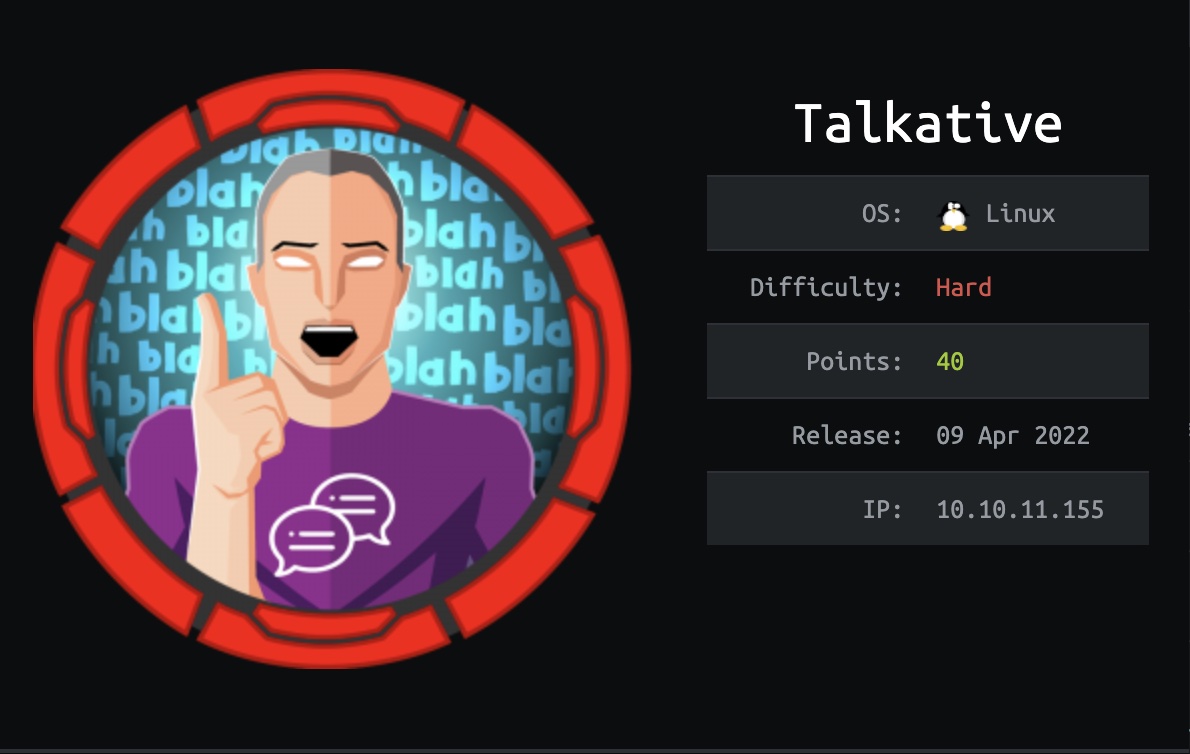 blah blah
blah blah blah
blah blah
blah blah
blah blah
blah blah
blah blah
Talkative
OS: Linux
Difficulty: Hard
Points: 40
Release: 09 Apr 2022
IP: 10.10.11.155